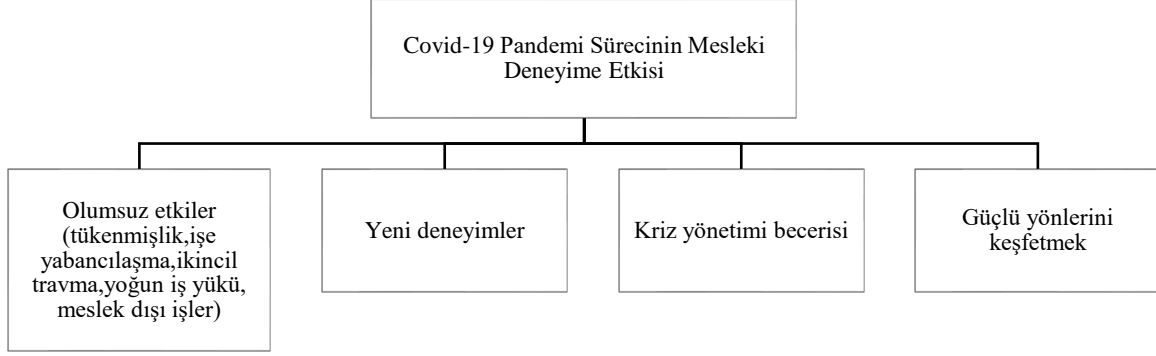 Covid-19 Pandemi Sürecinin Mesleki
Deneyime Etkisi
Olumsuz etkiler
(tükenmişlik,işe
yabancılaşma,ikincil
travma,yoğun iş yükü,
meslek dışı işler)
Yeni deneyimler
Kriz yönetimi becerisi
Güçlü yönlerini
keşfetmek